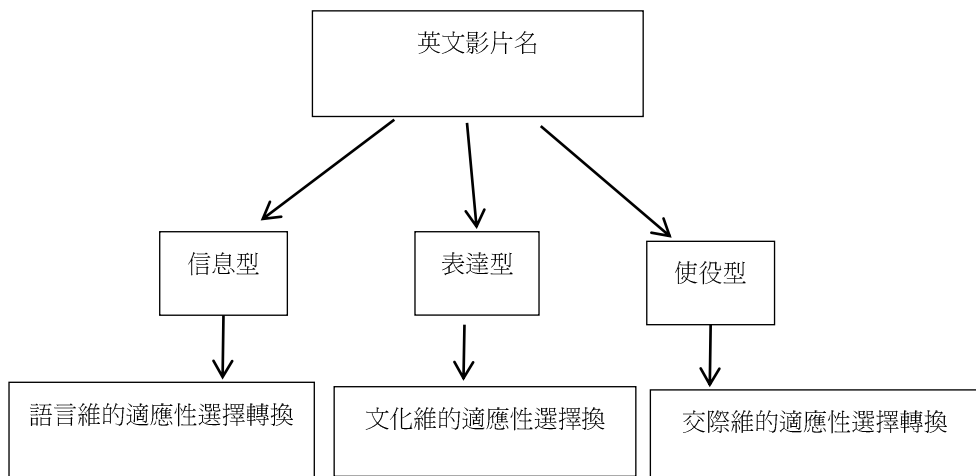 英文影片名
信息型
表達型
使役型
語言維的適應性選擇轉換
文化維的適應性選擇換
交際維的適應性選擇轉換